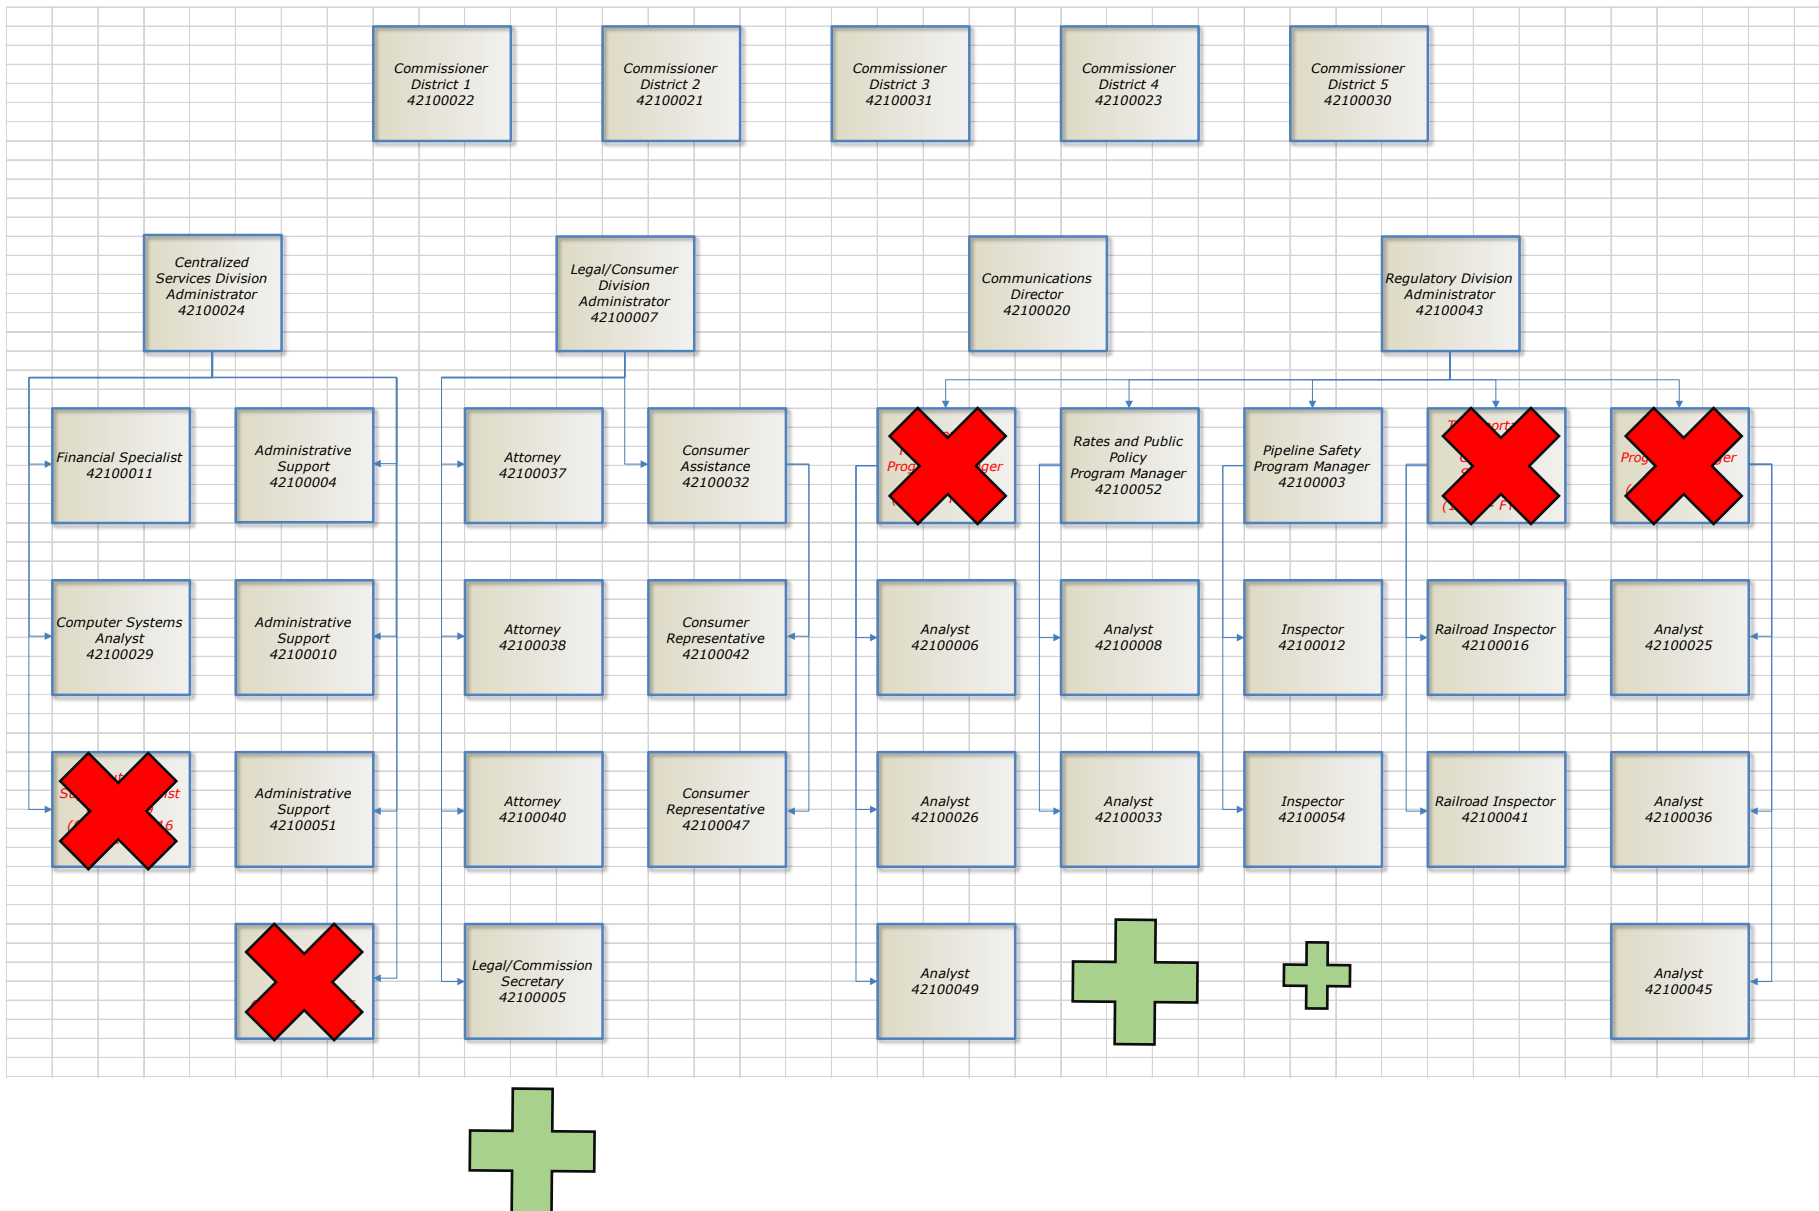 Commissioner
District 1
42100022
Commissioner
District 2
42100021
Commissioner
District 3
42100031
Commissioner
District 4
42100023
Commissioner
District 5
42100030
Centralized
Services Division
Administrator
42100024
Legal/Consumer
Division
Administrator
42100007
Communications
Director
42100020
Regulatory Division
Administrator
42100043
Financial Specialist
42100011
Administrative
Support
42100004
Attorney
42100037
Consumer
Assistance
42100032
Rates and Public
Policy
Program Manager
42100052
Pipeline Safety
Program Manager
42100003
Computer Systems
Analyst
42100029
Administrative
Support
42100010
Attorney
42100038
Consumer
Representative
42100042
Analyst
42100006
Analyst
42100008
Inspector
42100012
Railroad Inspector
42100016
Analyst
42100025
Administrative
Support
42100051
Attorney
42100040
Consumer
Representative
42100047
Analyst
42100026
Analyst
42100033
Inspector
42100054
Railroad Inspector
42100041
Analyst
42100036
Legal/Commission
Secretary
42100005
Analyst
42100049
Analyst
42100045